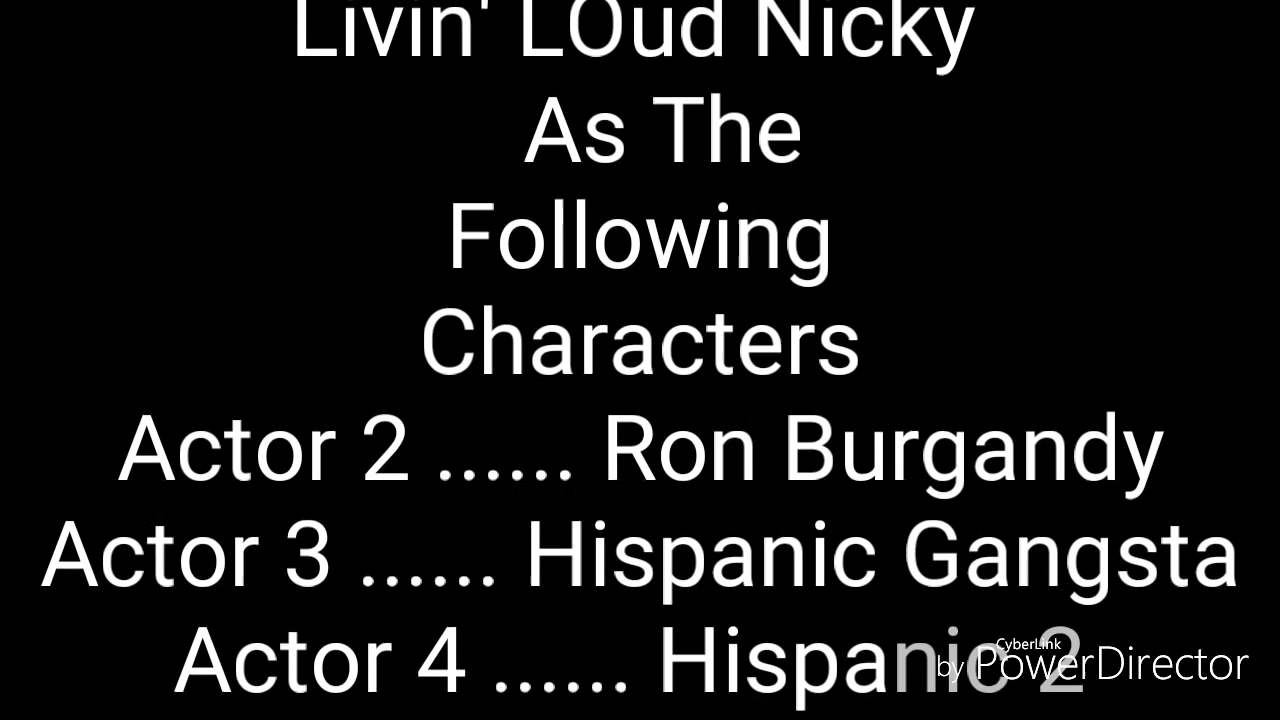 Livin' LOud Nicky
As The
Following
Characters
Actor 2 ...... Ron Burgandy
Actor 3 ...... Hispanic Gangsta
Actor 4 ...... Hispanic 2
CyberLink
by PowerDirector